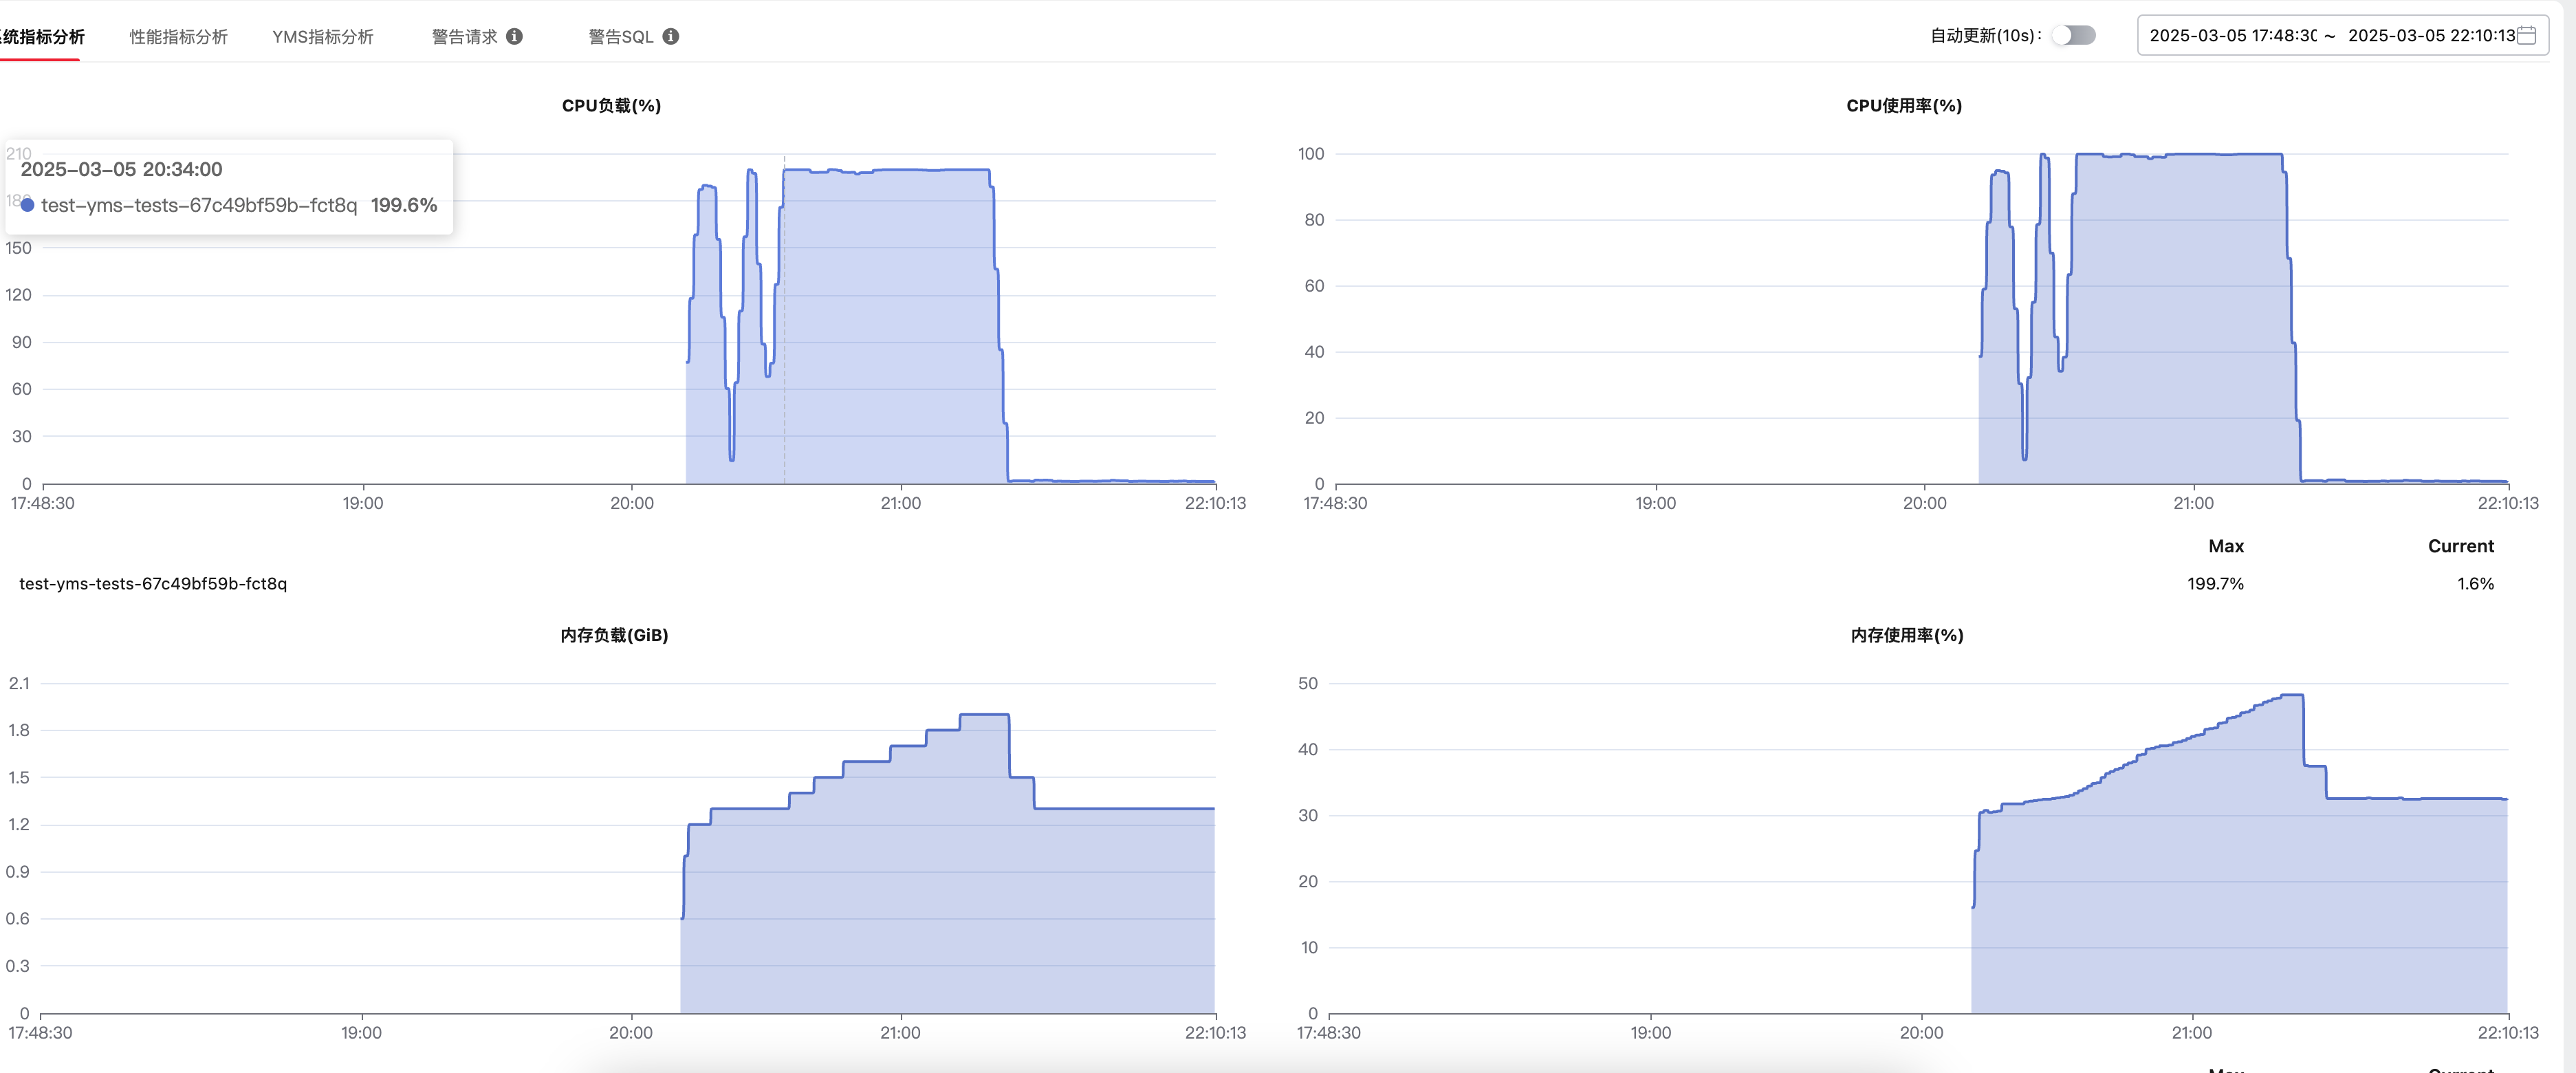 统指标分析 性能指标分析 YMS指标分析 警告请求 警告SQL 自动更新(10s): 2025-03-05 17:48:30 ~ 2025-03-05 22:10:13
CPU负载(%)
210
2025-03-05 20:34:00
180
test-yms-tests-67c49bf59b-fct8q 199.6%
150
120
90
60
30
0
17:48:30 19:00 20:00 21:00 22:10:13
CPU使用率(%)
100
80
60
40
20
0
17:48:30 19:00 20:00 21:00 22:10:13
Max Current
test-yms-tests-67c49bf59b-fct8q 199.7% 1.6%
内存负载(GiB)
2.1
1.8
1.5
1.2
0.9
0.6
0.3
0
17:48:30 19:00 20:00 21:00 22:10:13
内存使用率(%)
50
40
30
20
10
0
17:48:30 19:00 20:00 21:00 22:10:13
Max Current